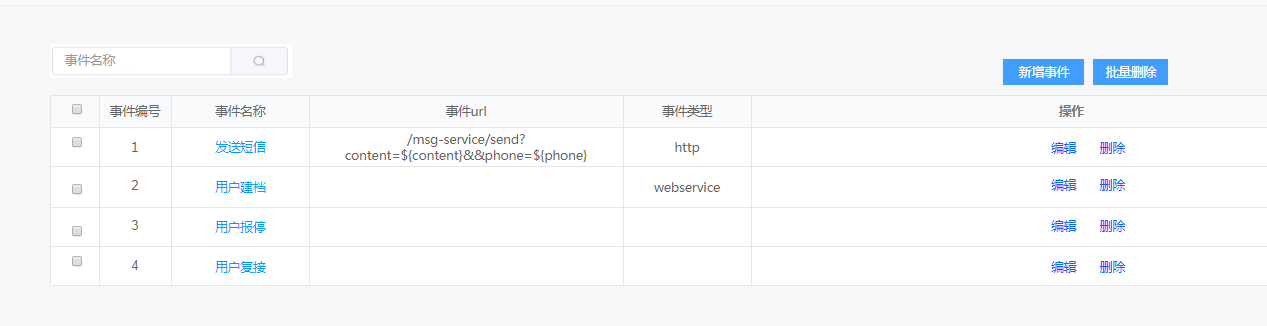 事件名称
新增事件 批量删除
事件编号 事件名称 事件url 事件类型 操作
1 发送短信 /msg-service/send?
content=${content}&&phone=${phone} http 编辑 删除
2 用户建档 webservice 编辑 删除
3 用户报停 编辑 删除
4 用户复接 编辑 删除